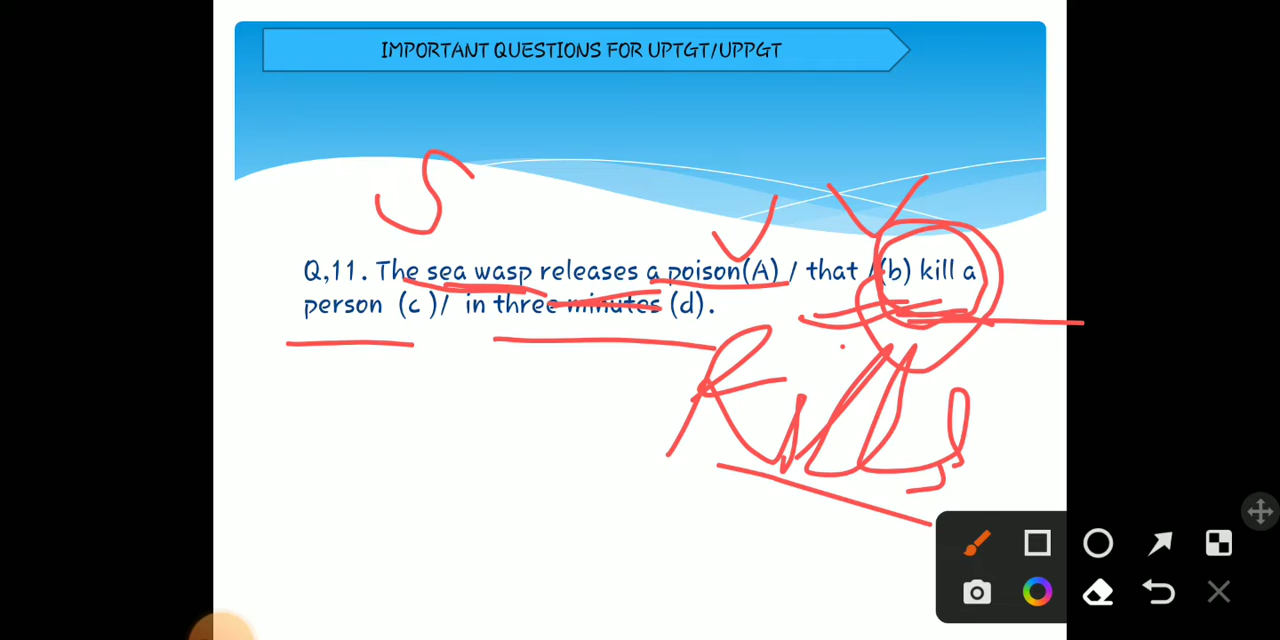 IMPORTANT QUESTIONS FOR UPTGT/UPPGT
S
Q,11. The sea wasp releases a poison(A) / that /(b) kill a
person (c )/ in three minutes (d).
Kills